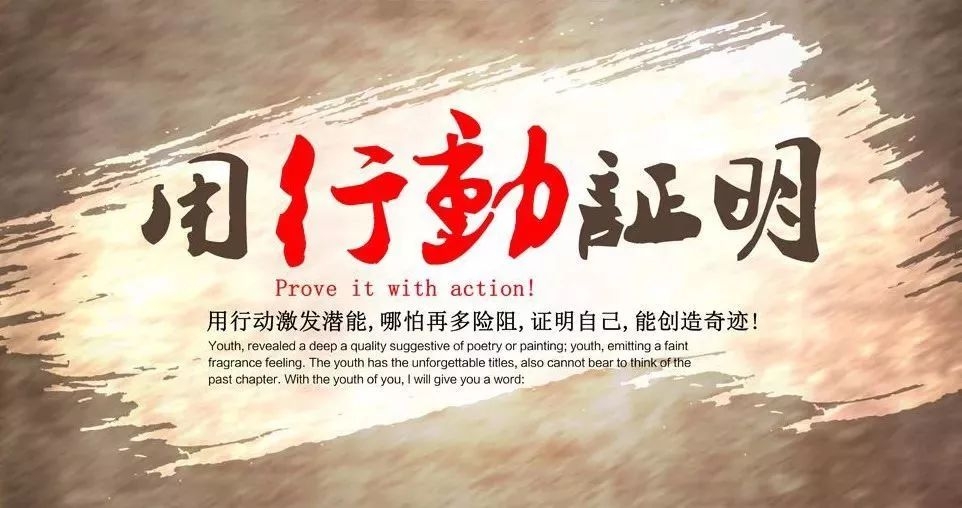 用行動証明
Prove it with action!
用行动激发潜能,哪怕再多险阻,证明自己,能创造奇迹!
Youth, revealed a deep a quality suggestive of poetry or painting; youth, emitting a faint
fragrance feeling. The youth has the unforgettable titles, also cannot bear to think of the
past chapter. With the youth of you, I will give you a word: